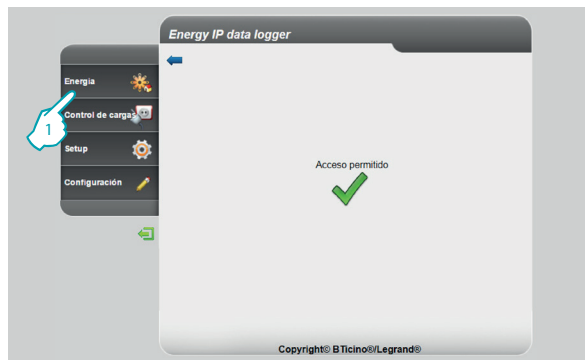 Energy IP data logger
Energía
Control de cargas
1
Setup
Configuración
Acceso permitido
Copyright© BTicino®/Legrand®